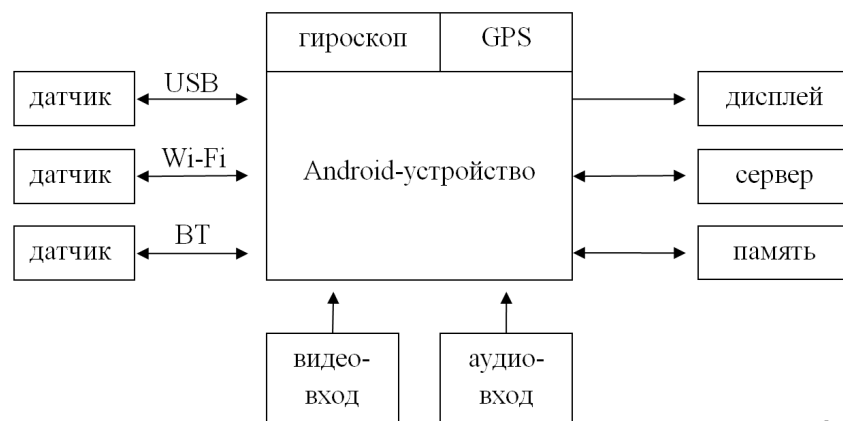 гироскоп GPS
датчик USB дисплей
датчик Wi-Fi Android-устройство сервер
датчик BT память
видео-
вход
аудио-
вход